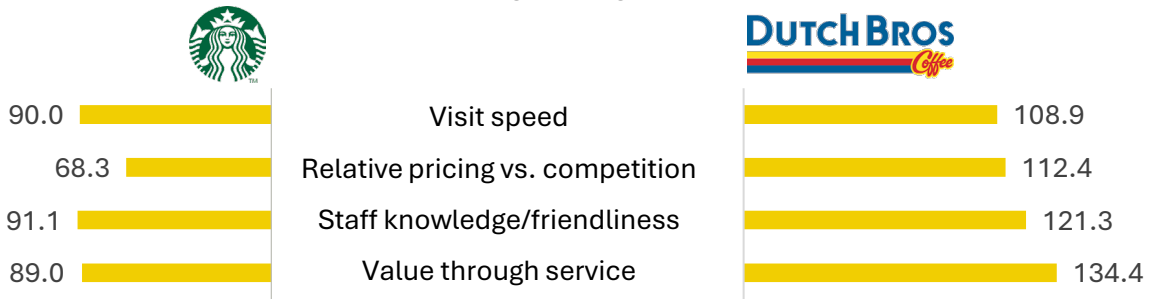 TM
DUTCH BROS
Coffee
90.0 Visit speed 108.9
68.3 Relative pricing vs. competition 112.4
91.1 Staff knowledge/friendliness 121.3
89.0 Value through service 134.4